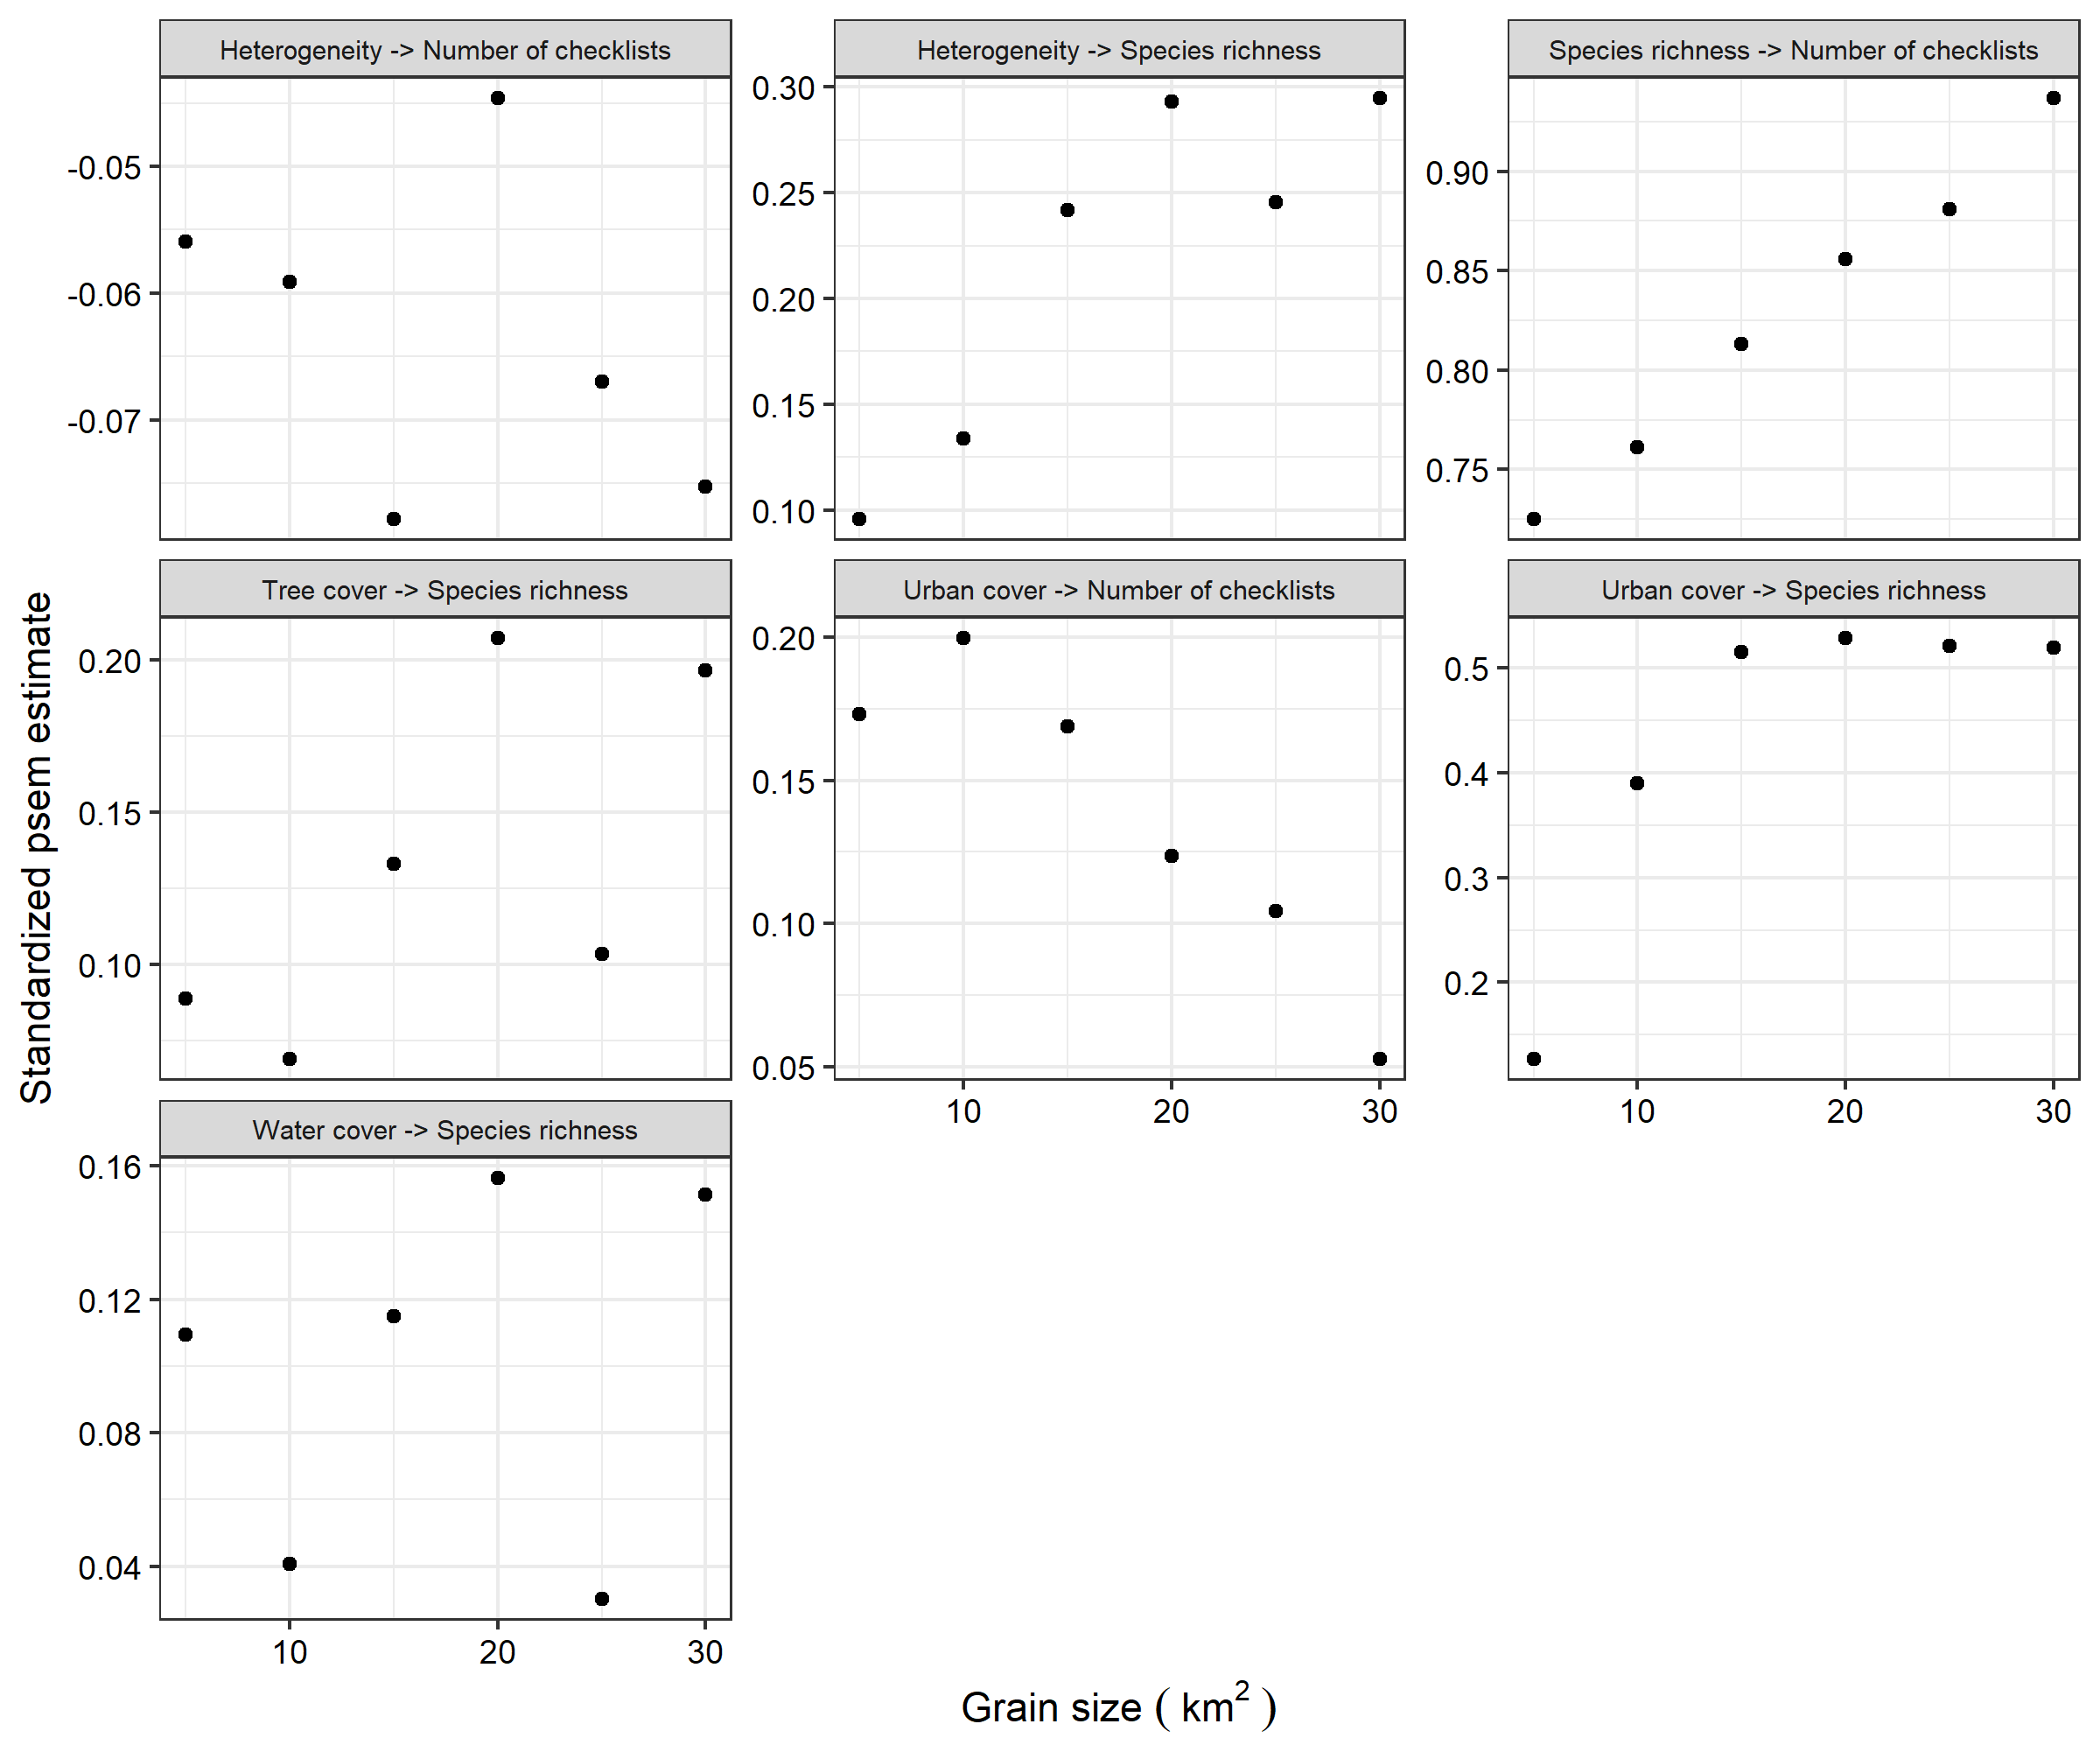 Heterogeneity -> Number of checklists
Heterogeneity -> Species richness
Species richness -> Number of checklists
-0.05
-0.06
-0.07
0.30
0.25
0.20
0.15
0.10
0.90
0.85
0.80
0.75
Standardized psem estimate
Tree cover -> Species richness
Urban cover -> Number of checklists
Urban cover -> Species richness
0.20
0.15
0.10
0.20
0.15
0.10
0.05
10 20 30
0.5
0.4
0.3
0.2
10 20 30
Water cover -> Species richness
0.16
0.12
0.08
0.04
10 20 30
Grain size ( km² )